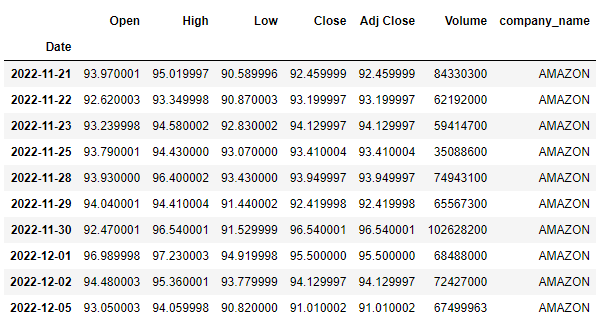 Open High Low Close Adj Close Volume company_name
Date
2022-11-21 93.970001 95.019997 90.589996 92.459999 92.459999 84330300 AMAZON
2022-11-22 92.620003 93.349998 90.870003 93.199997 93.199997 62192000 AMAZON
2022-11-23 93.239998 94.580002 92.830002 94.129997 94.129997 59414700 AMAZON
2022-11-25 93.790001 94.430000 93.070000 93.410004 93.410004 35088600 AMAZON
2022-11-28 93.930000 96.400002 93.430000 93.949997 93.949997 74943100 AMAZON
2022-11-29 94.040001 94.410004 91.440002 92.419998 92.419998 65567300 AMAZON
2022-11-30 92.470001 96.540001 91.529999 96.540001 96.540001 102628200 AMAZON
2022-12-01 96.989998 97.230003 94.919998 95.500000 95.500000 68488000 AMAZON
2022-12-02 94.480003 95.360001 93.779999 94.129997 94.129997 72427000 AMAZON
2022-12-05 93.050003 94.059998 90.820000 91.010002 91.010002 67499963 AMAZON